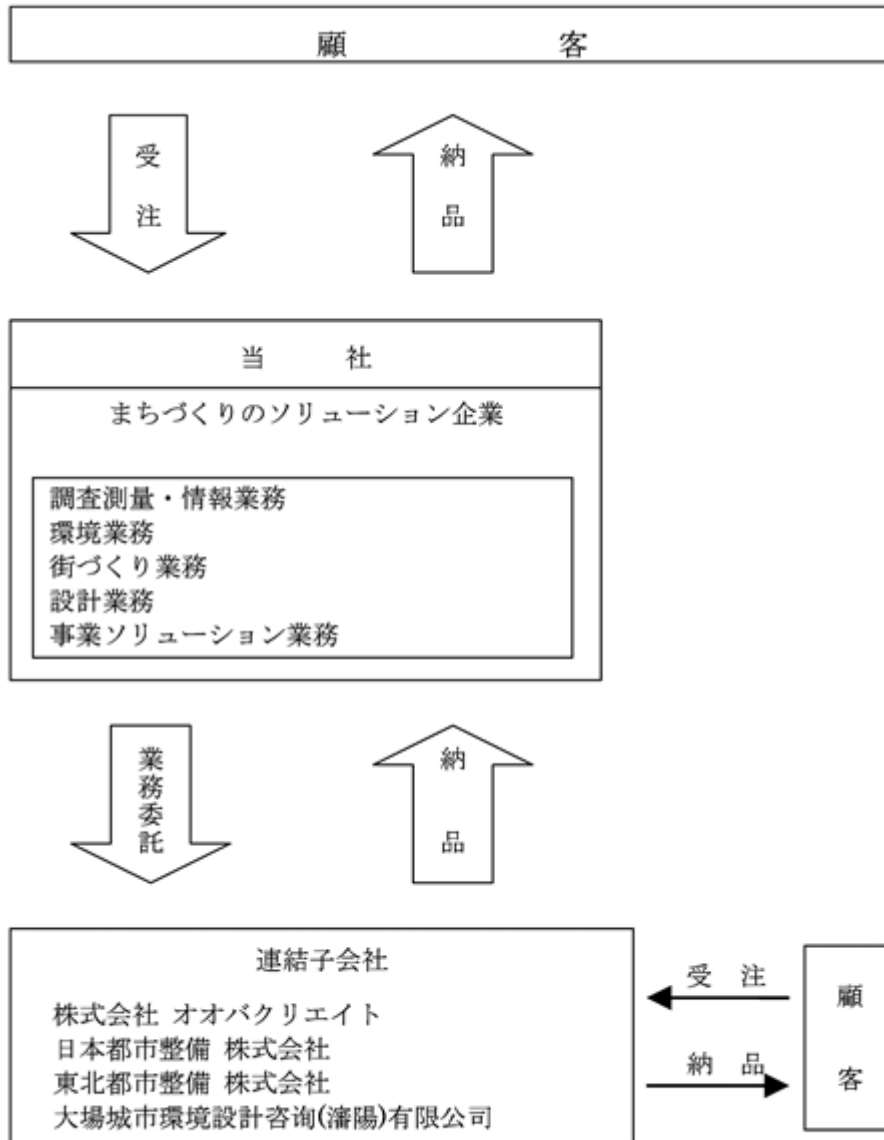 顧客
受注
納品
当社
まちづくりのソリューション企業
調査測量・情報業務
環境業務
街づくり業務
設計業務
事業ソリューション業務
業務委託
納品
連結子会社
株式会社 オオバクリエイト
日本都市整備 株式会社
東北都市整備 株式会社
大場城市環境設計咨询(瀋陽)有限公司
受注
納品
顧客